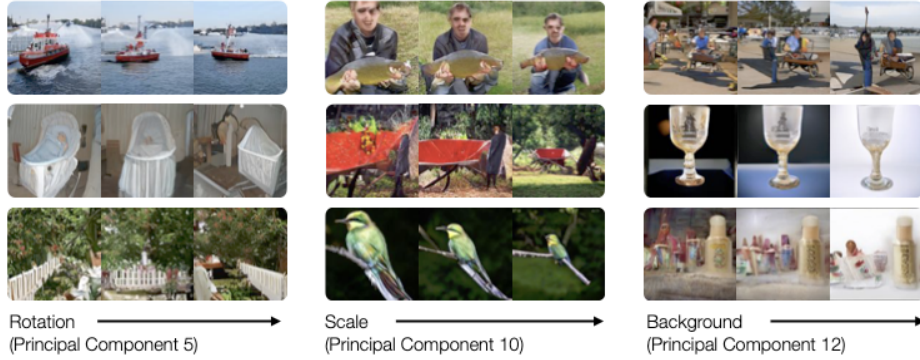 Rotation
(Principal Component 5)
Scale
(Principal Component 10)
Background
(Principal Component 12)